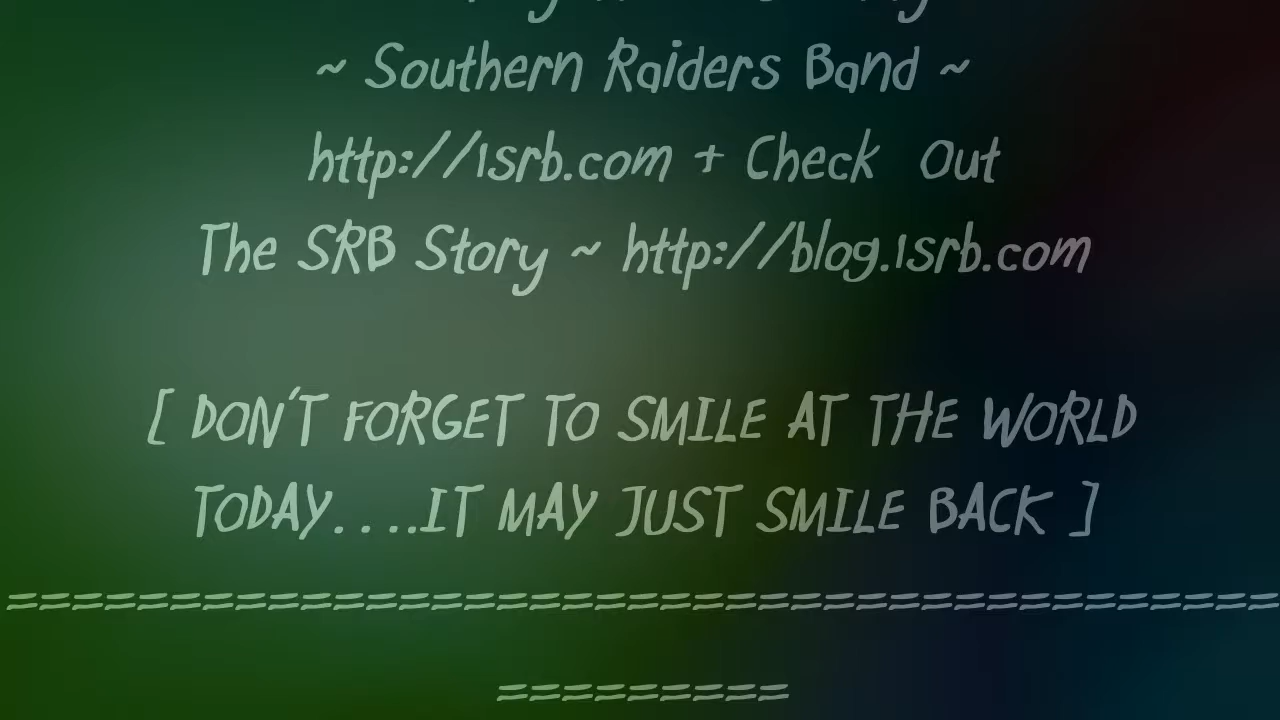 ~ Southern Raiders Band ~
http://1srb.com + Check Out
The SRB Story ~ http://blog.1srb.com
[ DON'T FORGET TO SMILE AT THE WORLD
TODAY....IT MAY JUST SMILE BACK ]
=======================================
=========